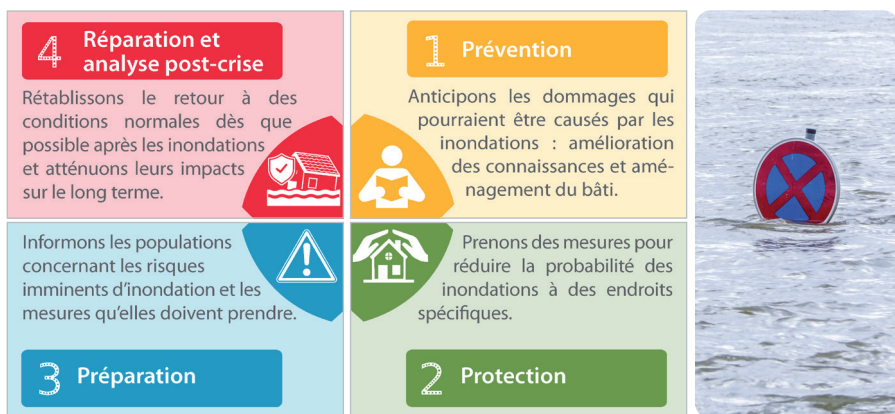 4 Réparation et
analyse post-crise
Rétablissons le retour à des
conditions normales dès que
possible après les inondations
et atténuons leurs impacts
sur le long terme.
1 Prévention
Anticipons les dommages qui
pourraient être causés par les
inondations : amélioration
des connaissances et amé-
nagement du bâti.
Informons les populations
concernant les risques
imminents d'inondation et les
mesures qu'elles doivent prendre.
3 Préparation
Prenons des mesures pour
réduire la probabilité des
inondations à des endroits
spécifiques.
2 Protection